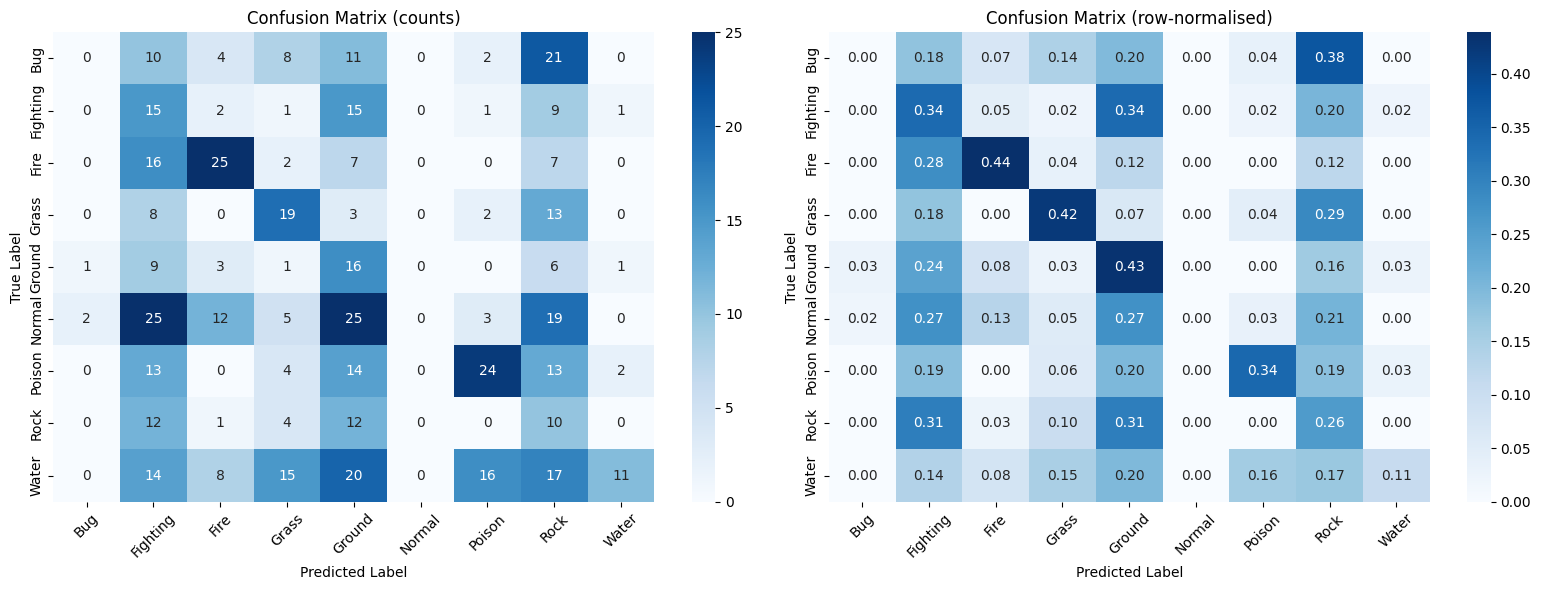 Confusion Matrix (counts)
True Label
Bug 0 10 4 8 11 0 2 21 0
Fighting 0 15 2 1 15 0 1 9 1
Fire 0 16 25 2 7 0 0 7 0
Grass 0 8 0 19 3 0 2 13 0
Ground 1 9 3 1 16 0 0 6 1
Normal 2 25 12 5 25 0 3 19 0
Poison 0 13 0 4 14 0 24 13 2
Rock 0 12 1 4 12 0 0 10 0
Water 0 14 8 15 20 0 16 17 11
Bug Fighting Fire Grass Ground Normal Poison Rock Water
Predicted Label
25
20
15
10
5
0
Confusion Matrix (row-normalised)
True Label
Bug 0.00 0.18 0.07 0.14 0.20 0.00 0.04 0.38 0.00
Fighting 0.00 0.34 0.05 0.02 0.34 0.00 0.02 0.20 0.02
Fire 0.00 0.28 0.44 0.04 0.12 0.00 0.00 0.12 0.00
Grass 0.00 0.18 0.00 0.42 0.07 0.00 0.04 0.29 0.00
Ground 0.03 0.24 0.08 0.03 0.43 0.00 0.00 0.16 0.03
Normal 0.02 0.27 0.13 0.05 0.27 0.00 0.03 0.21 0.00
Poison 0.00 0.19 0.00 0.06 0.20 0.00 0.34 0.19 0.03
Rock 0.00 0.31 0.03 0.10 0.31 0.00 0.00 0.26 0.00
Water 0.00 0.14 0.08 0.15 0.20 0.00 0.16 0.17 0.11
Bug Fighting Fire Grass Ground Normal Poison Rock Water
Predicted Label
0.40
0.35
0.30
0.25
0.20
0.15
0.10
0.05
0.00